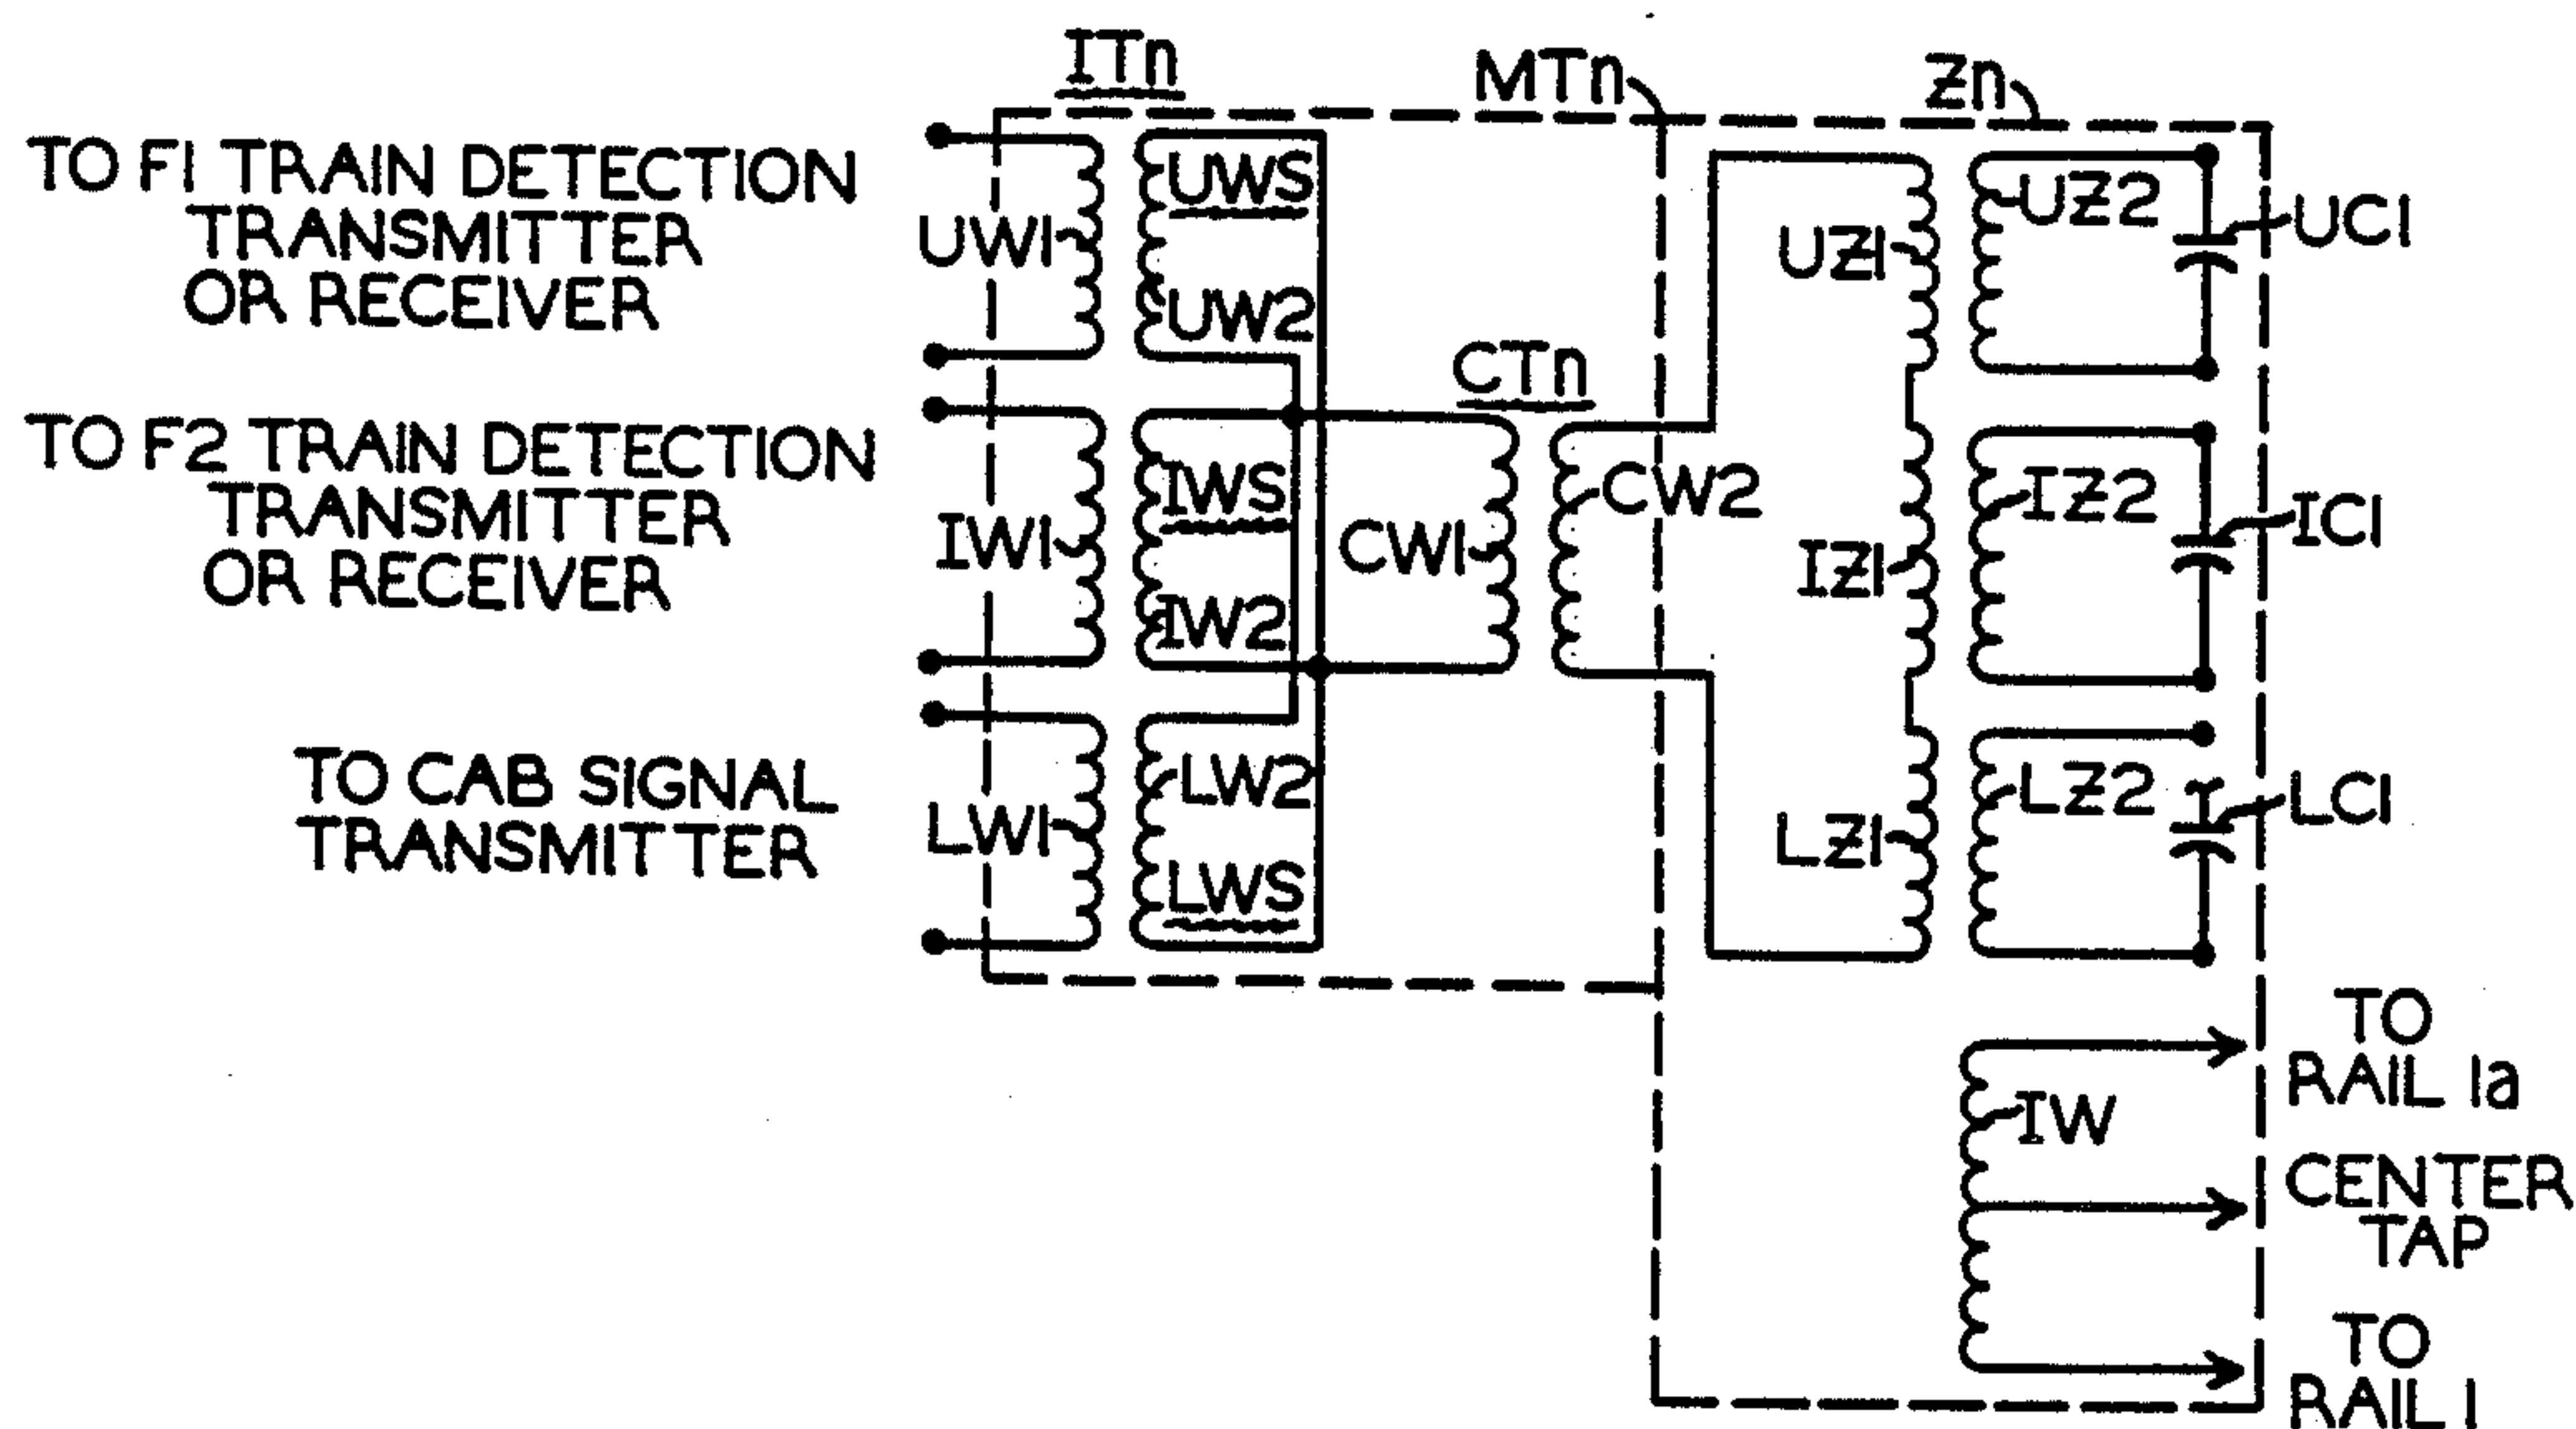 ITn
MTn
Zn
TO F1 TRAIN DETECTION
TRANSMITTER
OR RECEIVER
UW1
UWS
UW2
UZ1
UZ2
UC1
CTn
TO F2 TRAIN DETECTION
TRANSMITTER
OR RECEIVER
IW1
IWS
IW2
CW1
CW2
IZ1
IZ2
IC1
TO CAB SIGNAL
TRANSMITTER
LW1
LW2
LWS
LZ1
LZ2
LC1
IW
TO
RAIL 1a
CENTER
TAP
TO
RAIL 1